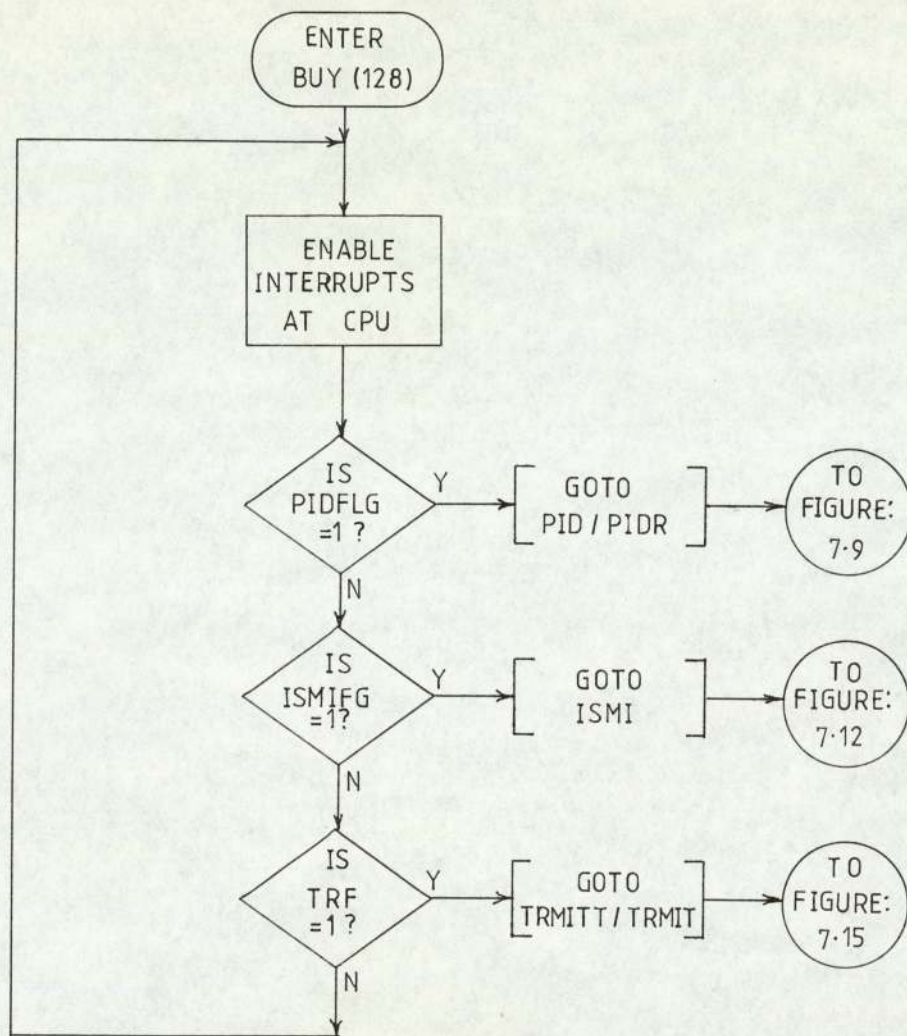 ENTER
BUY (128)
ENABLE
INTERRUPTS
AT CPU
IS
PIDFLG
=1 ?
Y
N
GOTO
PID / PIDR
TO
FIGURE:
7·9
IS
ISMIFG
=1?
Y
N
GOTO
ISMI
TO
FIGURE:
7·12
IS
TRF
=1?
Y
N
GOTO
TRMITT / TRMIT
TO
FIGURE:
7·15